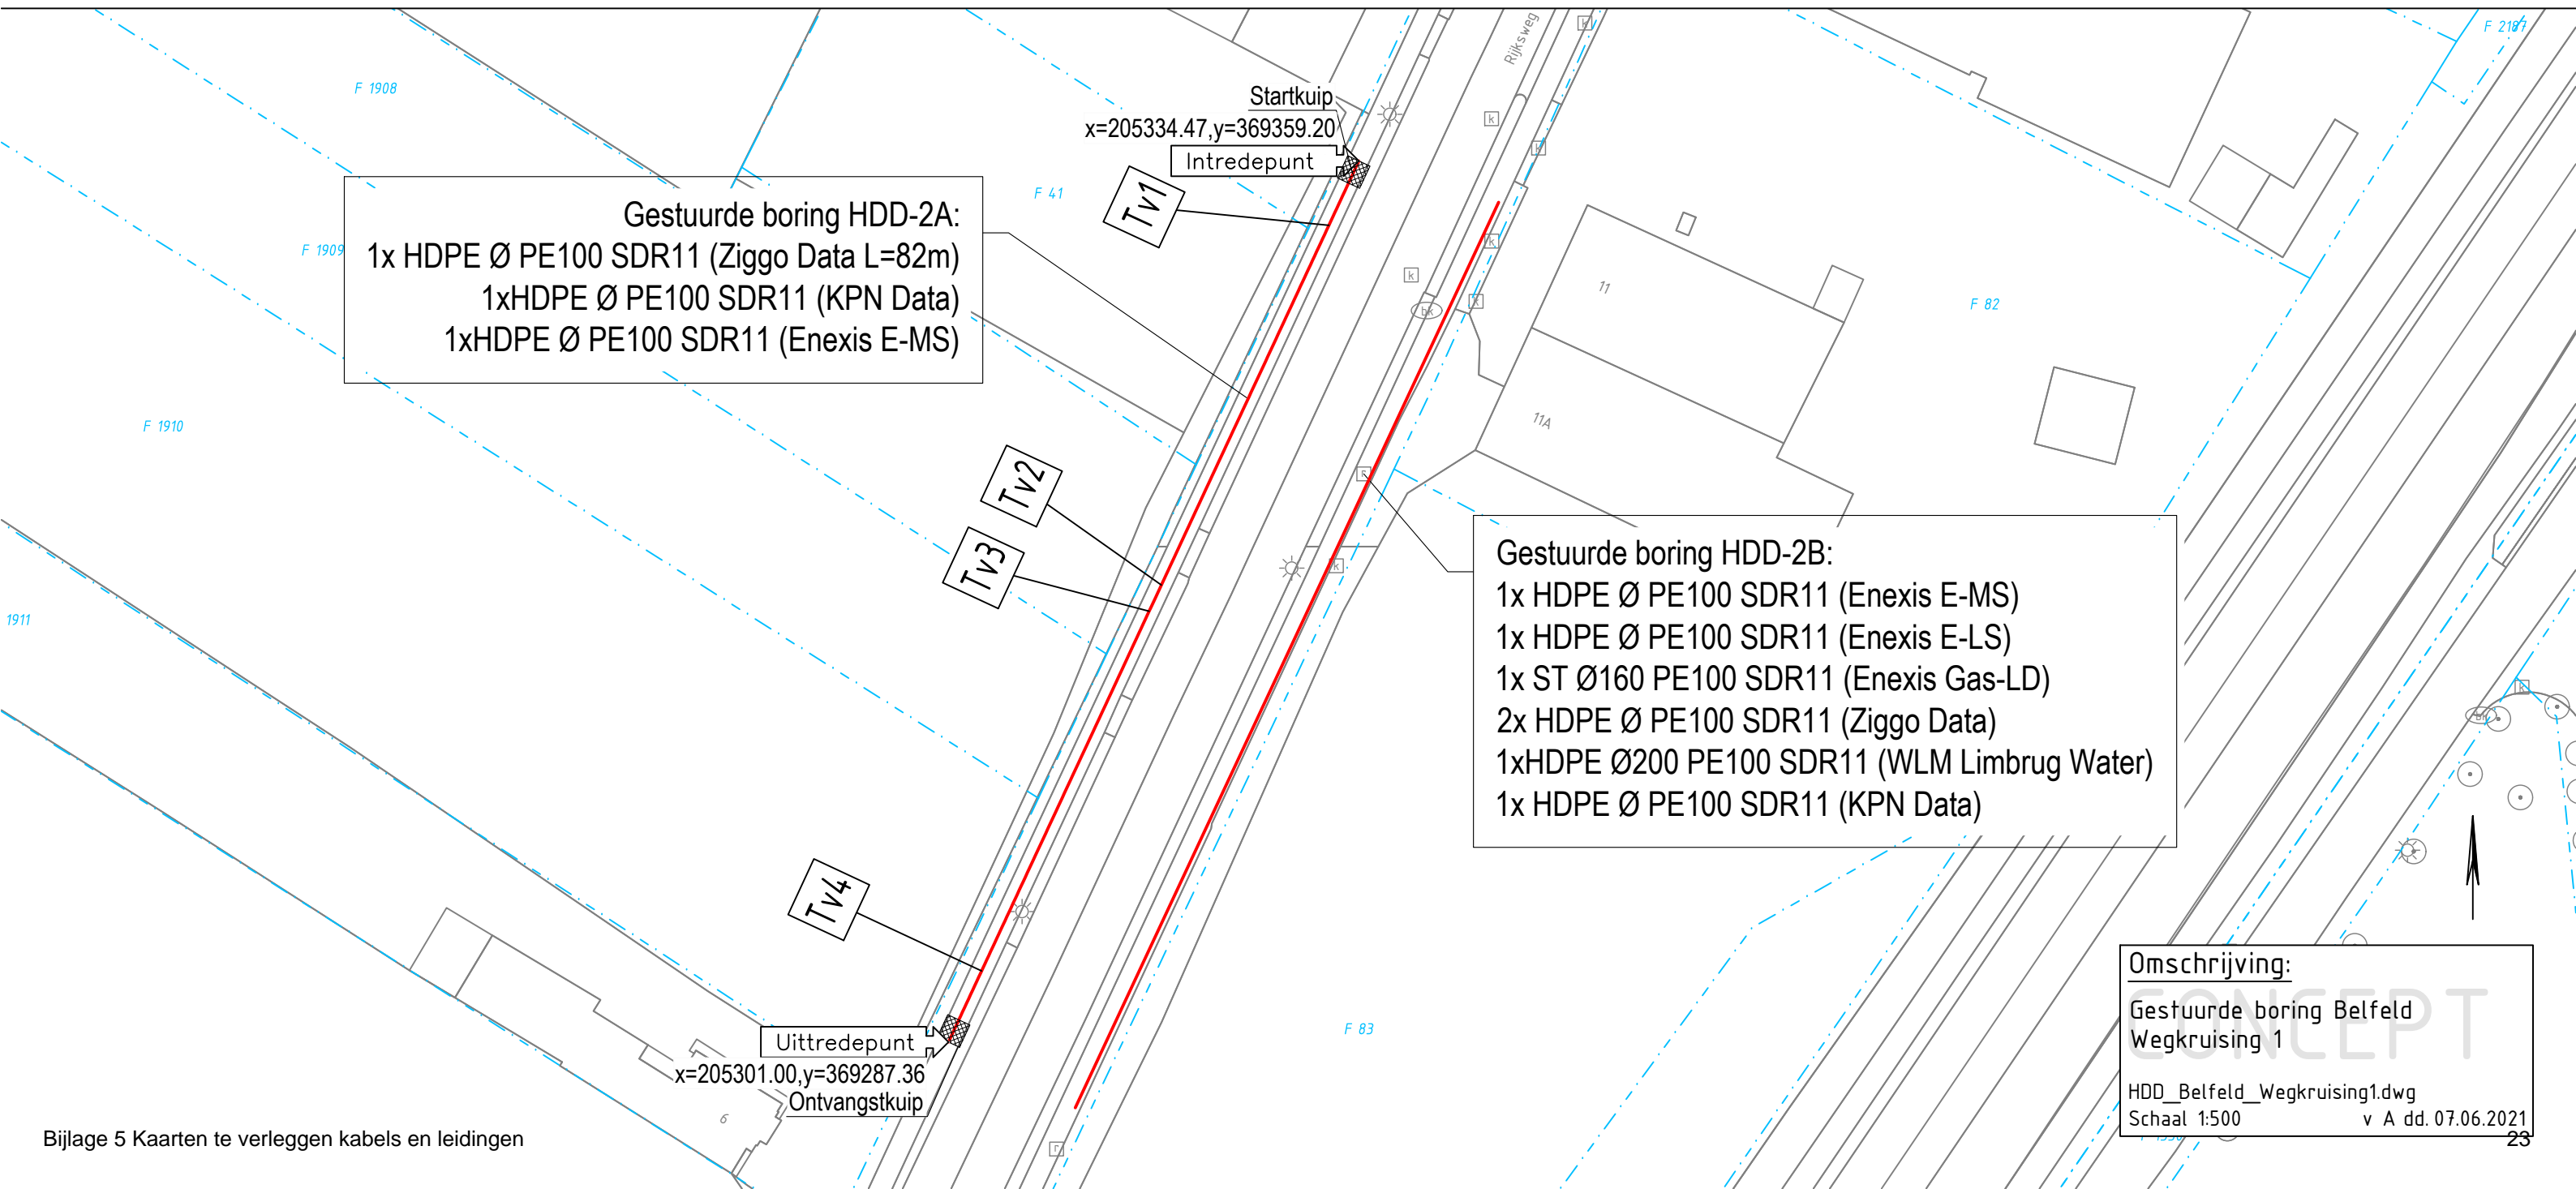 F 1908
F 2187
Rijksweg
k
k
k
Startkuip
x=205334.47,y=369359.20
Intredepunt
F 41
Tv1
Gestuurde boring HDD-2A:
1x HDPE Ø PE100 SDR11 (Ziggo Data L=82m)
1xHDPE Ø PE100 SDR11 (KPN Data)
1xHDPE Ø PE100 SDR11 (Enexis E-MS)
F 1909
k
k
k
bk
11
F 82
11A
F 1910
Tv2
Tv3
k
Gestuurde boring HDD-2B:
1x HDPE Ø PE100 SDR11 (Enexis E-MS)
1x HDPE Ø PE100 SDR11 (Enexis E-LS)
1x ST Ø160 PE100 SDR11 (Enexis Gas-LD)
2x HDPE Ø PE100 SDR11 (Ziggo Data)
1xHDPE Ø200 PE100 SDR11 (WLM Limbrug Water)
1x HDPE Ø PE100 SDR11 (KPN Data)
1911
k
Tv4
Uittredepunt
x=205301.00,y=369287.36
Ontvangstkuip
6
r
F 83
Omschrijving:
CONCEPT
Gestuurde boring Belfeld
Wegkruising 1
HDD_Belfeld_Wegkruising1.dwg
Schaal 1:500 v A dd. 07.06.2021
Bijlage 5 Kaarten te verleggen kabels en leidingen
23